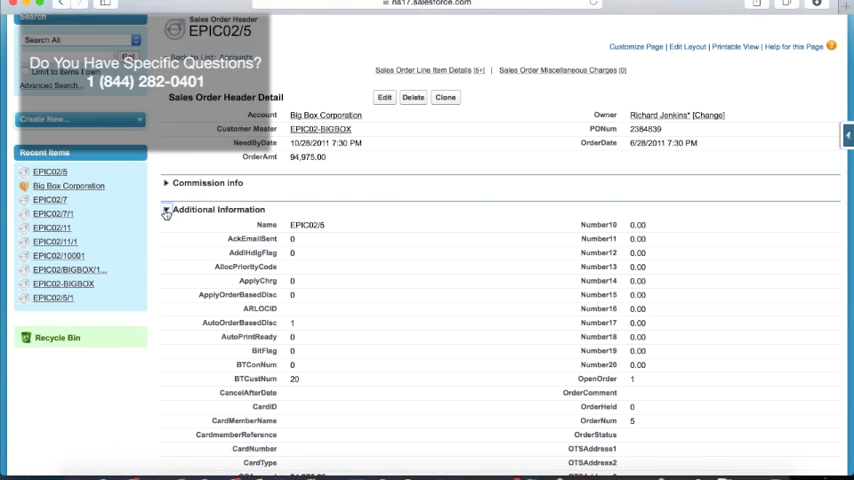 na17.salesforce.com
Search
Search All
Limit to items I own
Advanced Search...
Create New...
Recent Items
EPIC02/5
Big Box Corporation
EPIC02/7
EPIC02/7/1
EPIC02/11
EPIC02/11/1
EPIC02/10001
EPIC02/BIGBOX/1...
EPIC02-BIGBOX
EPIC02/5/1
Recycle Bin
Do You Have Specific Questions?
1 (844) 282-0401
Sales Order Header
EPIC02/5
Back to List: Accounts
Customize Page | Edit Layout | Printable View | Help for this Page
Sales Order Line Item Details [5+] | Sales Order Miscellaneous Charges [0]
Sales Order Header Detail Edit Delete Clone
Account Big Box Corporation Owner Richard Jenkins* [Change]
Customer Master EPIC02-BIGBOX PONum 2384839
NeedByDate 10/28/2011 7:30 PM OrderDate 6/28/2011 7:30 PM
OrderAmt 94,975.00
Commission info
Additional Information
Name EPIC02/5 Number10 0.00
AckEmailSent 0 Number11 0.00
AddlHdlgFlag 0 Number12 0.00
AllocPriorityCode Number13 0.00
ApplyChrg 0 Number14 0.00
ApplyOrderBasedDisc 0 Number15 0.00
ARLOCID Number16 0.00
AutoOrderBasedDisc 1 Number17 0.00
AutoPrintReady 0 Number18 0.00
BitFlag 0 Number19 0.00
BTConNum 0 Number20 0.00
BTCustNum 20 OpenOrder 1
CancelAfterDate OrderComment
CardID OrderHeld 0
CardMemberName OrderNum 5
CardmemberReference OrderStatus
CardNumber OTSAddress1
CardType OTSAddress2